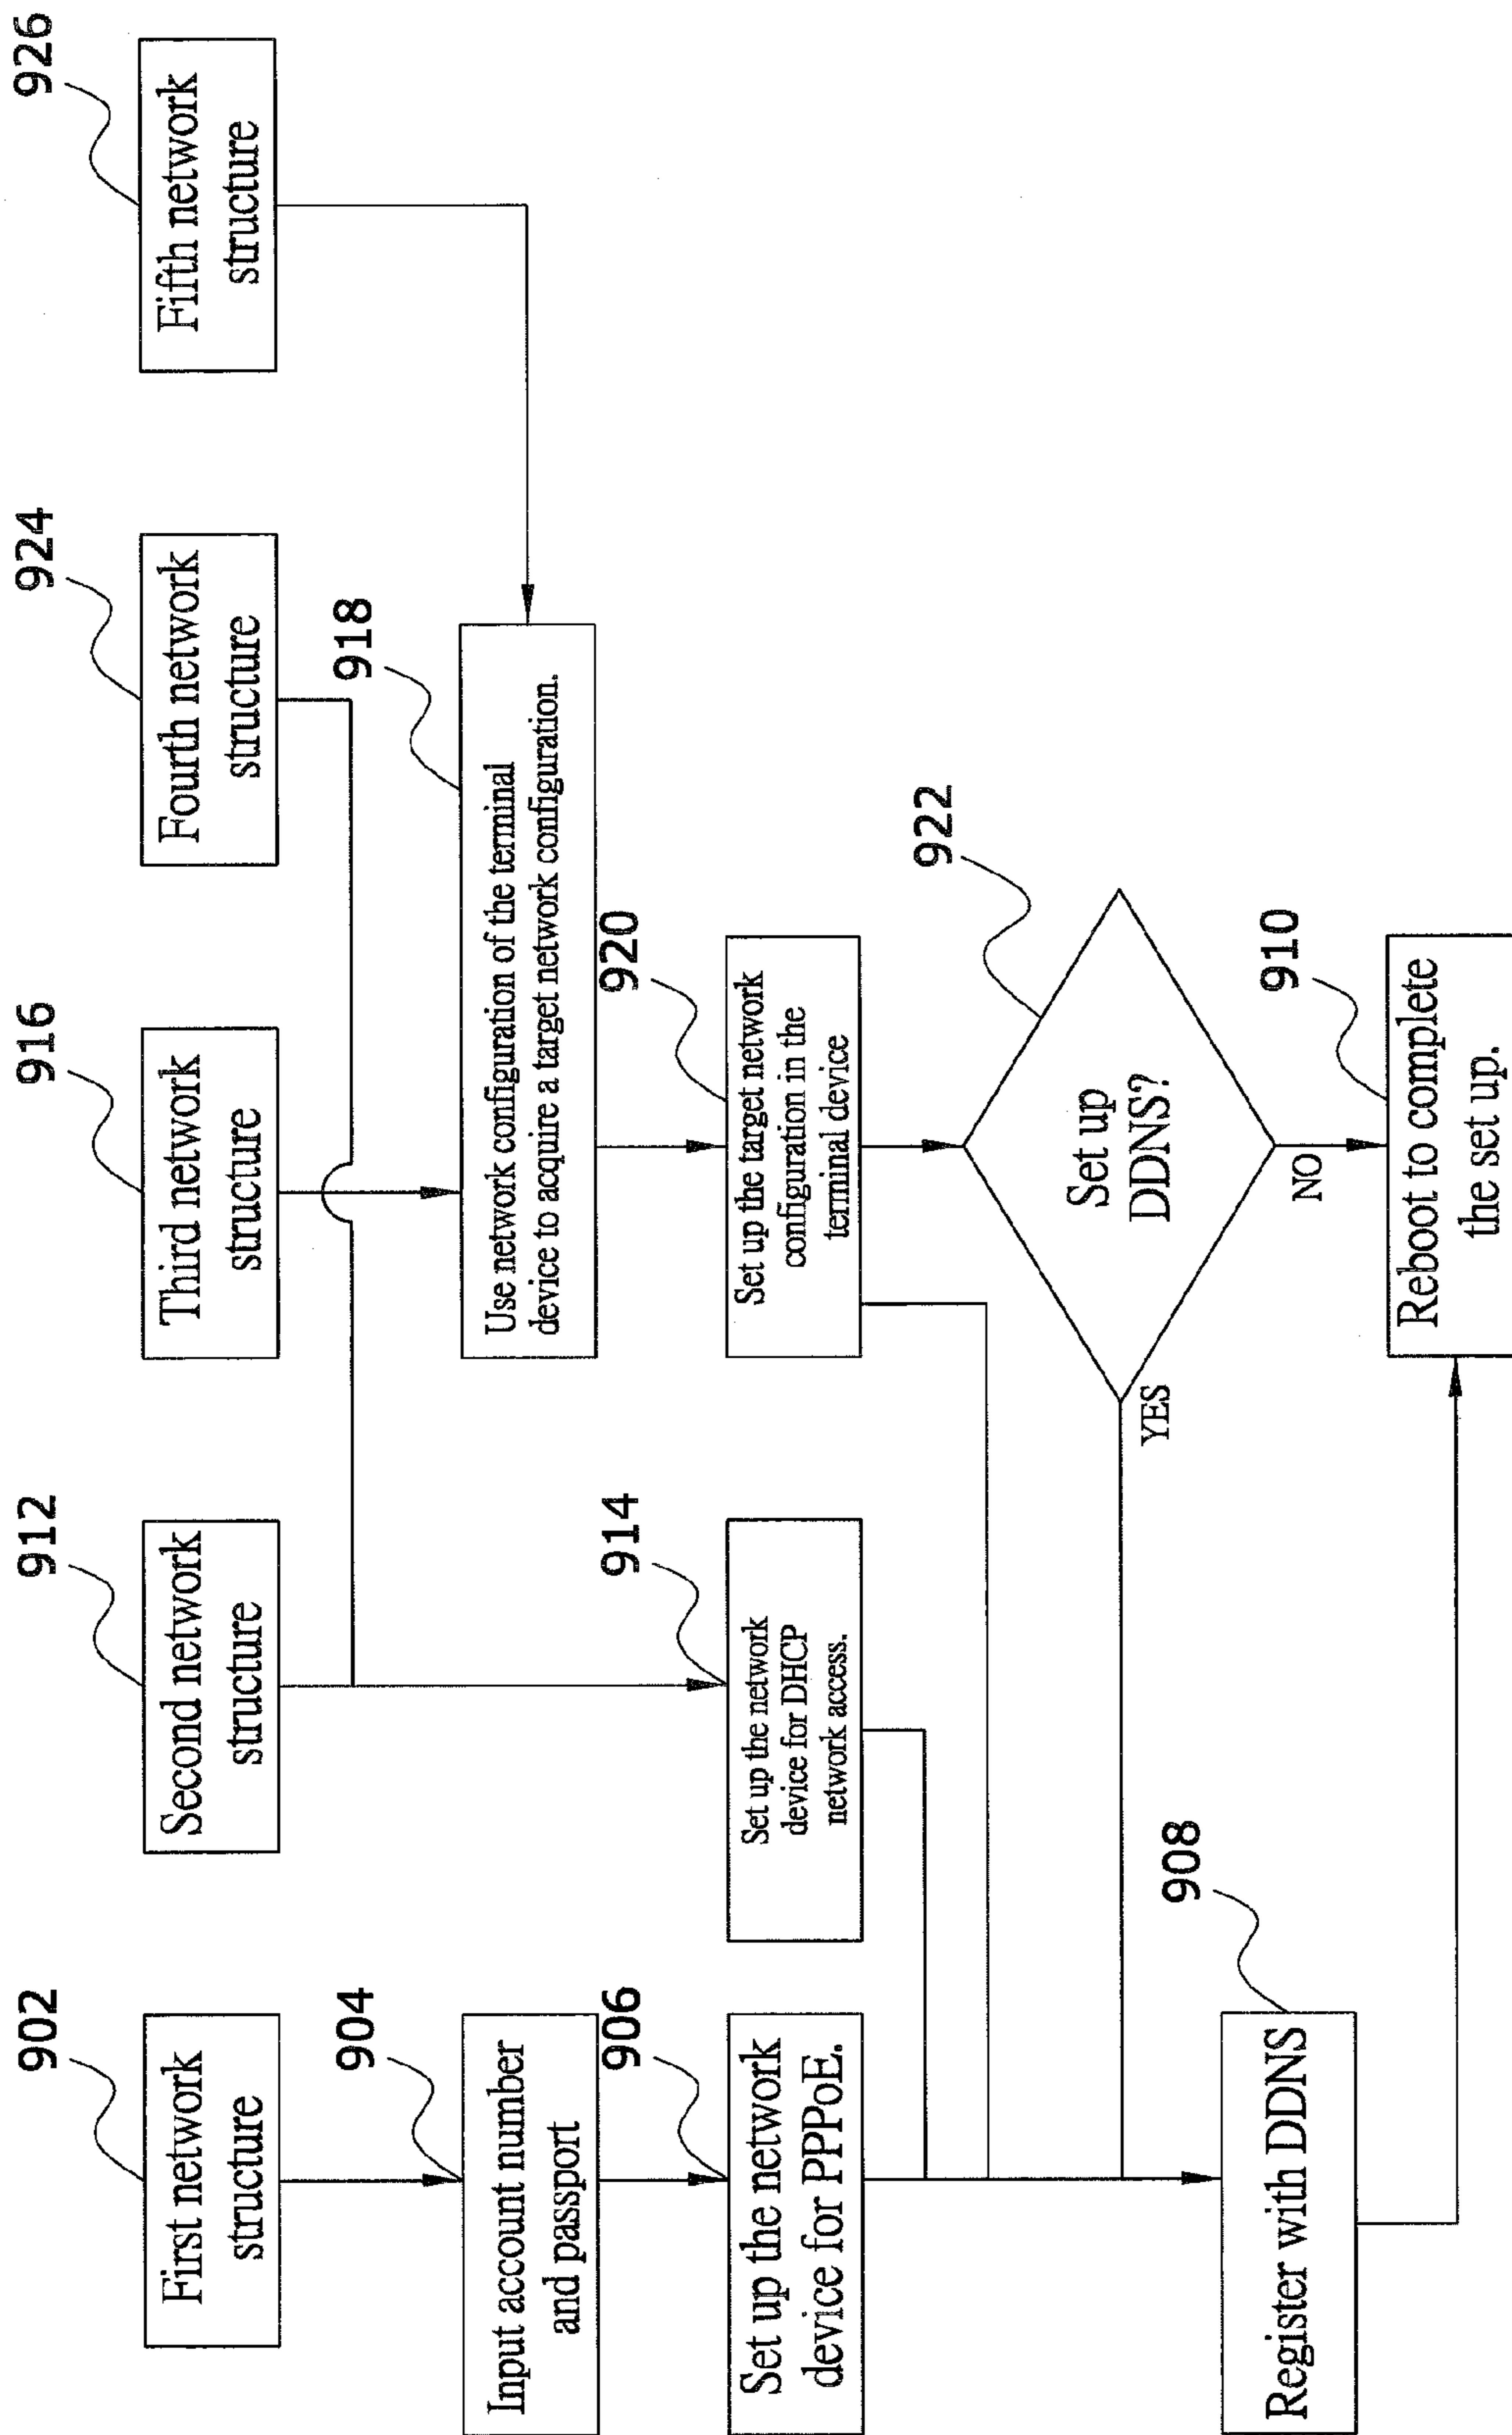 902
First network
structure
904
Input account number
and passport
906
Set up the network
device for PPPoE.
908
Register with DDNS
912
Second network
structure
914
Set up the network
device for DHCP
network access.
916
Third network
structure
918
Use network configuration of the terminal
device to acquire a target network configuration.
920
Set up the target network
configuration in the
terminal device
922
Set up
DDNS?
YES
NO
910
Reboot to complete
the set up.
924
Fourth network
structure
926
Fifth network
structure